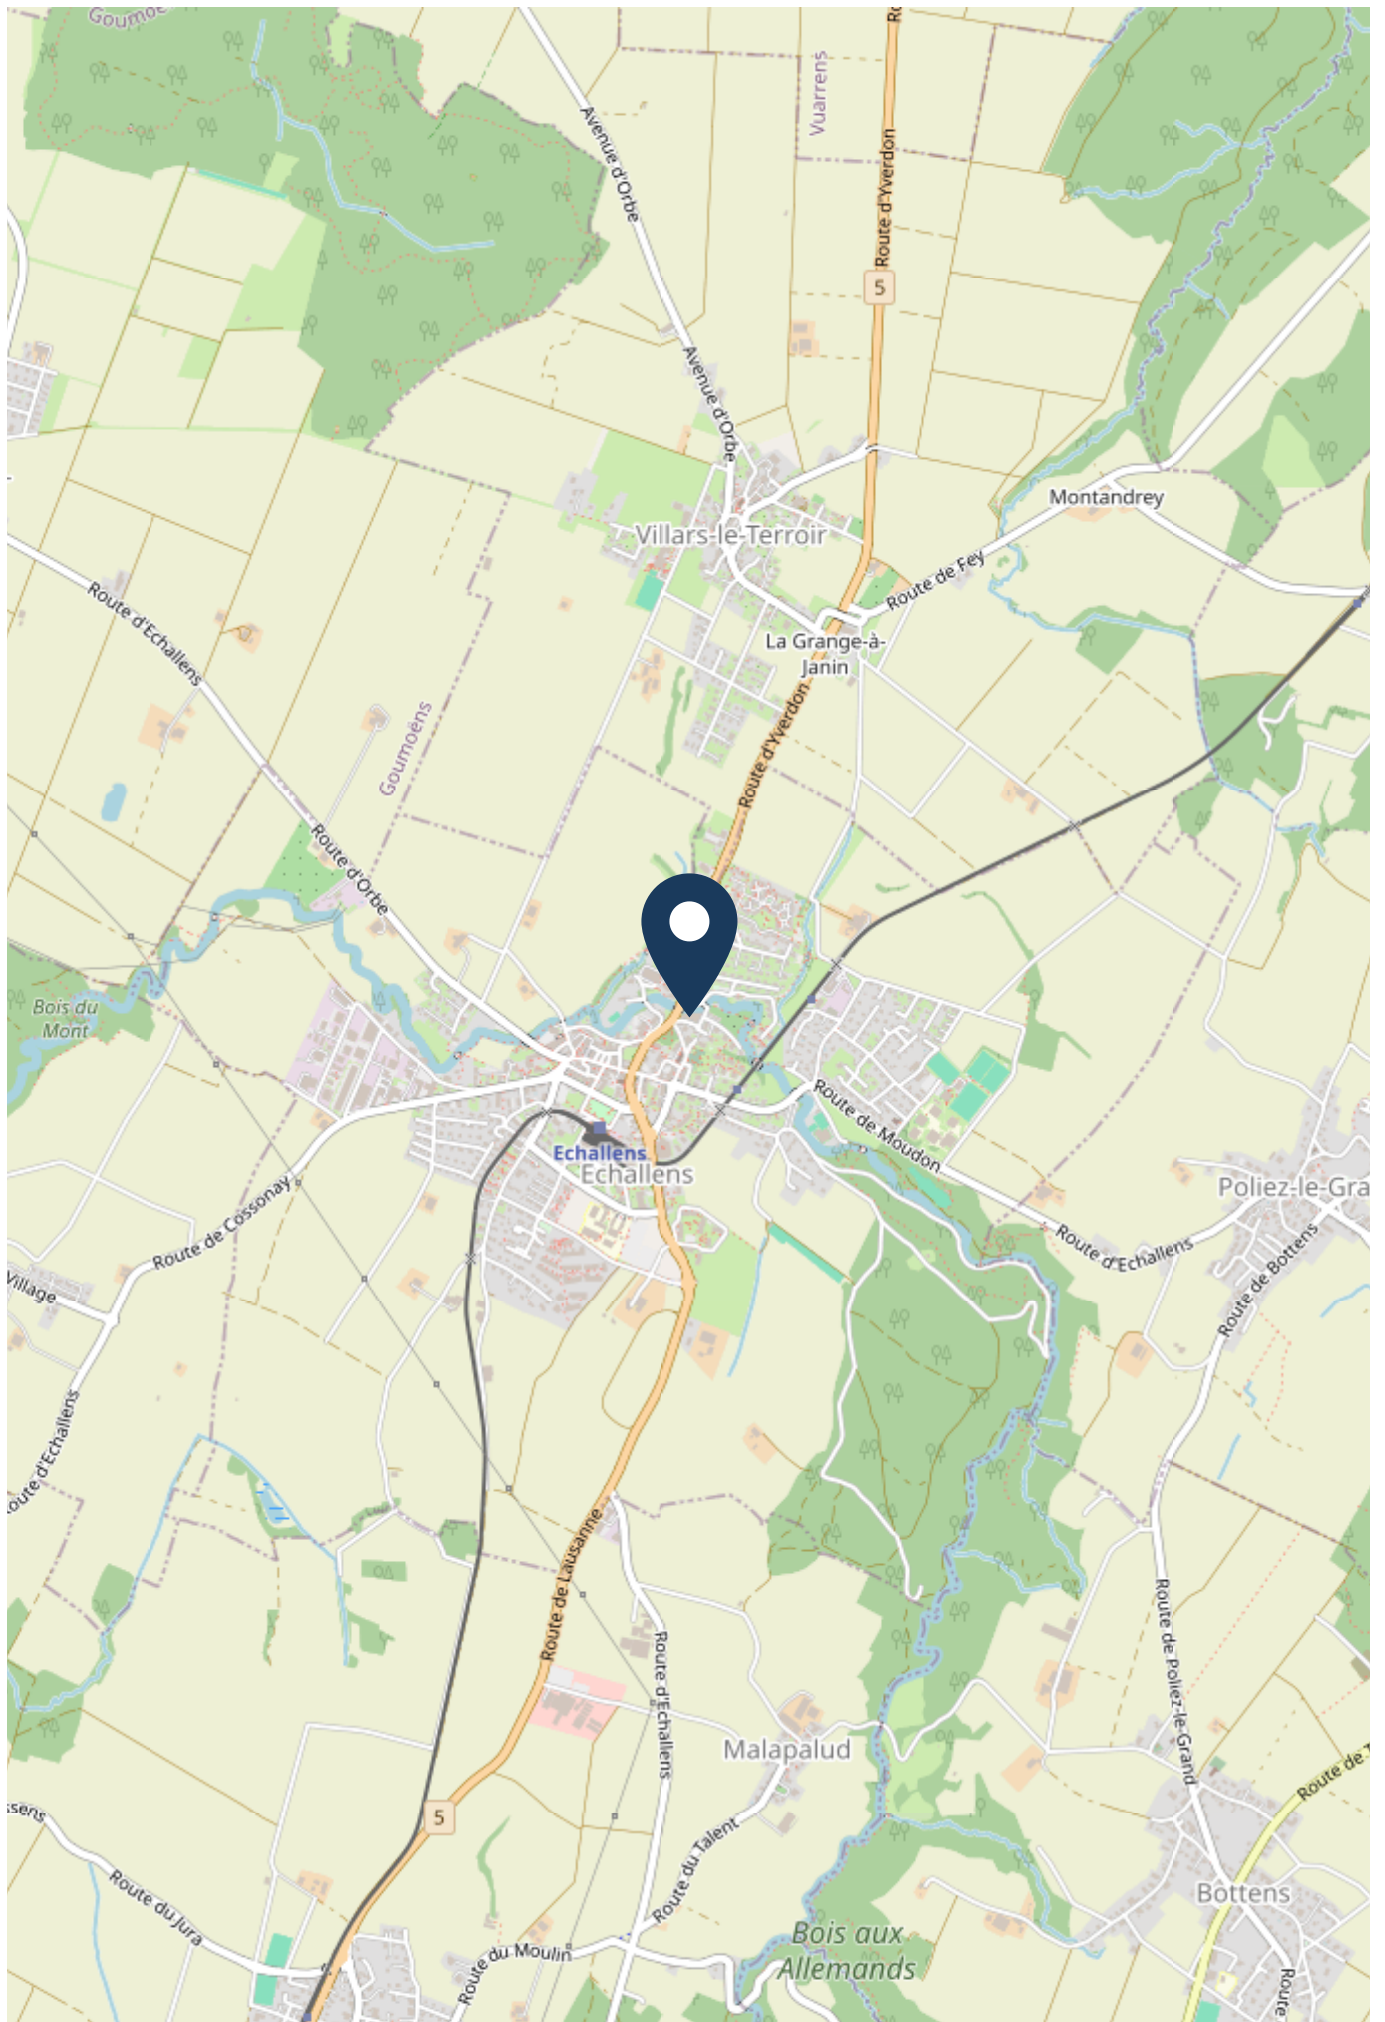 Goumoë
Avenue d'Orbe
Vuarrens
Route d'Yverdon
5
Avenue d'Orbe
Montandrey
Villars-le-Terroir
Route de Fey
Route d'Echallens
La Grange-à-
Janin
Route d'Yverdon
Goumoëns
Route d'Orbe
Bois du
Mont
Route de Moudon
Echallens
Echallens
Poliez-le-Gra
Route de Cossonay
Route d'Echallens
Route de Bottens
Village
oute d'Echallens
Route de Lausanne
Route de Poliez-le-Grand
Route d'Echallens
Malapalud
Route de
5
ssens
Route du Talent
Route du Jura
Bottens
Bois aux
Allemands
Route du Moulin
Route